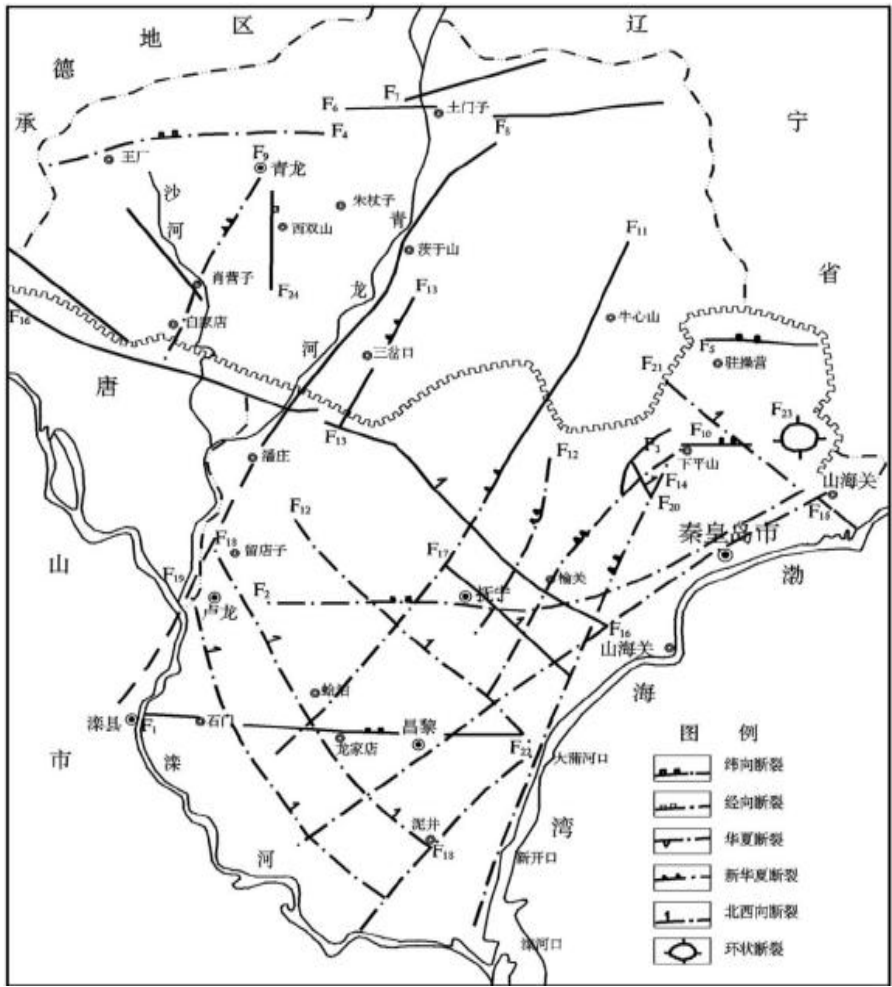 承德地区
辽宁省
F7
F6
土门子
F8
F4
王厂
F9
青龙
沙河
朱杖子
西双山
青龙河
茨于山
F11
肖营子
F24
F13
F16
白家店
牛心山
三岔口
F5
驻操营
唐山市
F21
F23
F13
F10
潘庄
F12
F3
下平山
F14
山海关
F12
F20
F18
秦皇岛市
F18
留店子
F17
渤海湾
F19
F2
榆关
卢龙
抚宁
F16
山海关
蛤泊
滦县
F1
石门
昌黎
龙家店
F22
大蒲河口
滦河
泥井
F18
新开口
滦河口
图 例
纬向断裂
经向断裂
华夏断裂
新华夏断裂
北西向断裂
环状断裂